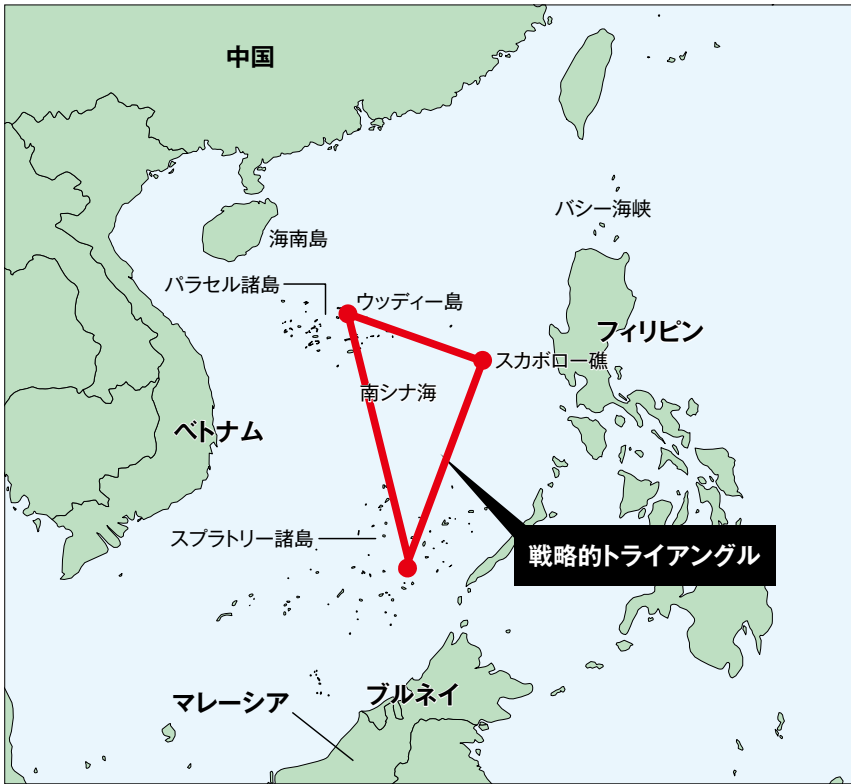 中国
バシー海峡
海南島
パラセル諸島
ウッディー島
フィリピン
スカボロー礁
南シナ海
ベトナム
スプラトリー諸島
戦略的トライアングル
ブルネイ
マレーシア